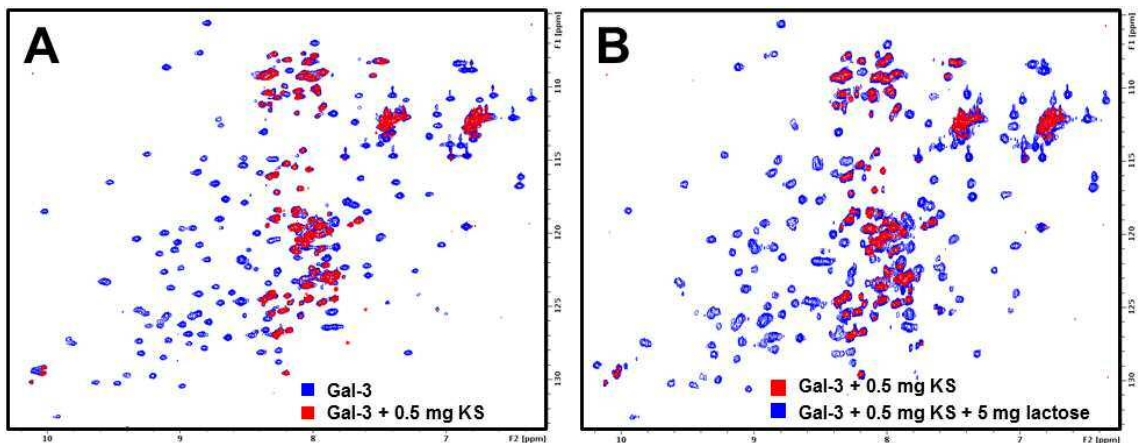 A
B
F1 [ppm]
F1 [ppm]
110
110
115
115
120
120
125
125
130
130
Gal-3
Gal-3 + 0.5 mg KS
Gal-3 + 0.5 mg KS
Gal-3 + 0.5 mg KS + 5 mg lactose
10 9 8 7 F2 [ppm]
10 9 8 7 F2 [ppm]